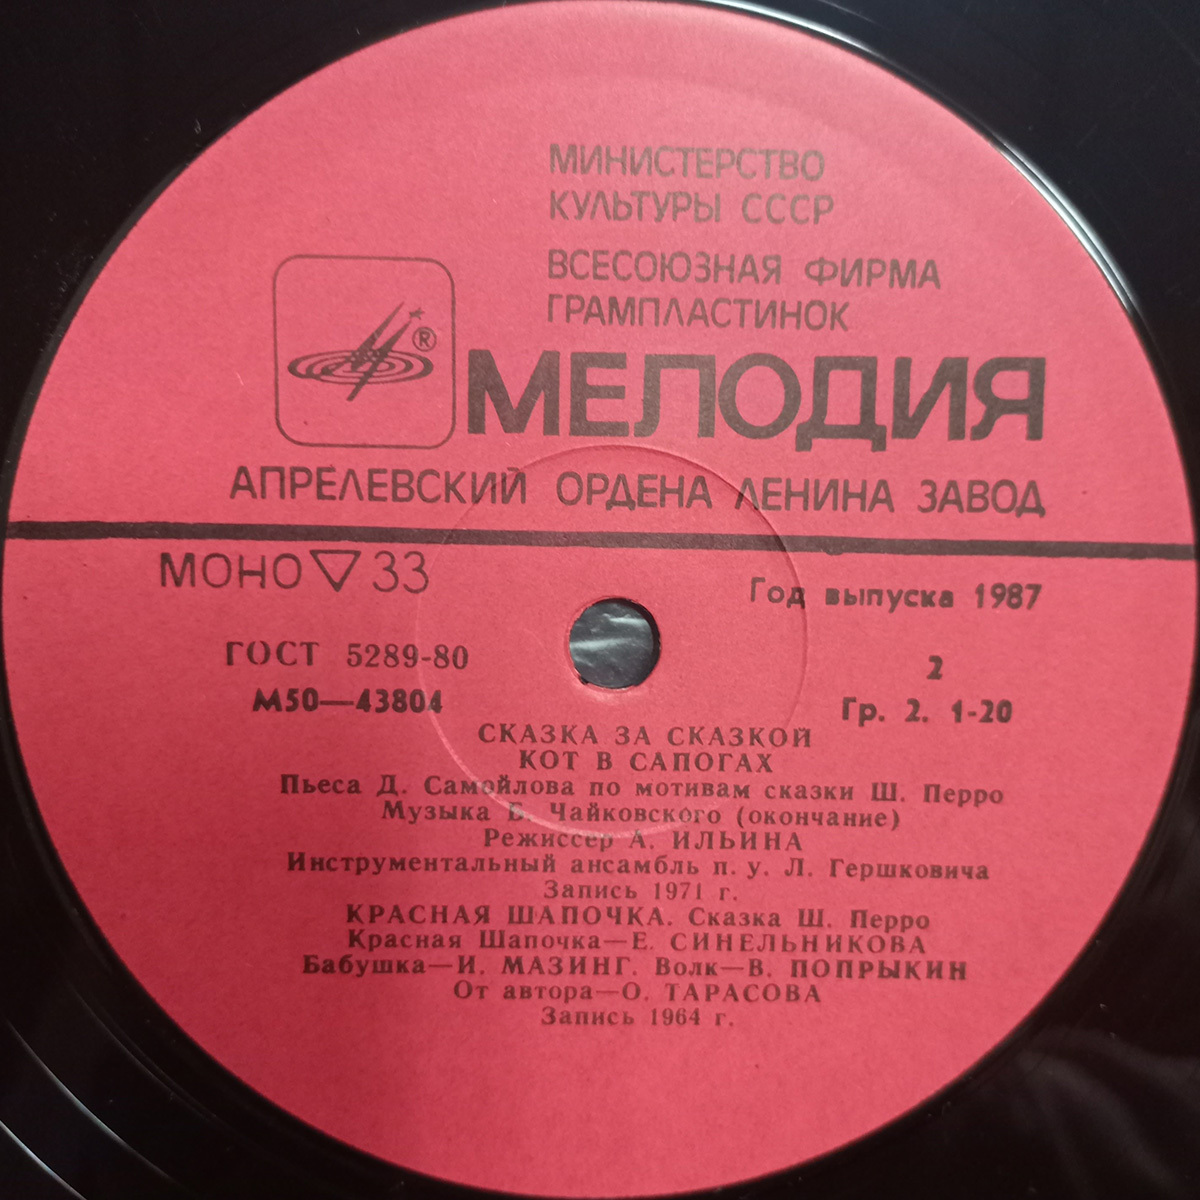 МИНИСТЕРСТВО
КУЛЬТУРЫ СССР
ВСЕСОЮЗНАЯ ФИРМА
ГРАМПЛАСТИНОК
®
МЕЛОДИЯ
АПРЕЛЕВСКИЙ ОРДЕНА ЛЕНИНА ЗАВОД
МОНО ▽ 33
Год выпуска 1987
ГОСТ 5289-80
2
М50—43804
Гр. 2. 1-20
СКАЗКА ЗА СКАЗКОЙ
КОТ В САПОГАХ
Пьеса Д. Самойлова по мотивам сказки Ш. Перро
Музыка Б. Чайковского (окончание)
Режиссер А. ИЛЬИНА
Инструментальный ансамбль п. у. Л. Гершковича
Запись 1971 г.
КРАСНАЯ ШАПОЧКА. Сказка Ш. Перро
Красная Шапочка—Е. СИНЕЛЬНИКОВА
Бабушка—И. МАЗИНГ. Волк—В. ПОПРЫКИН
От автора—О. ТАРАСОВА
Запись 1964 г.